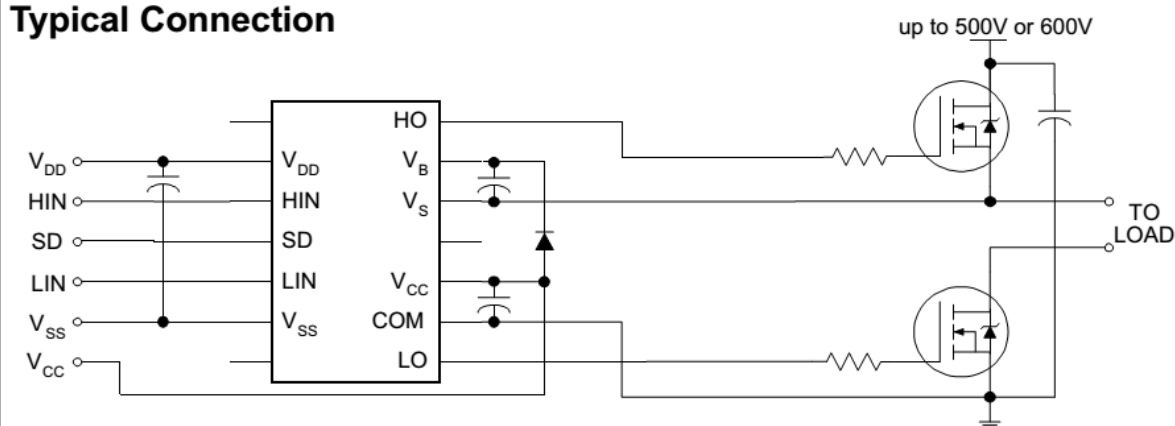 Typical Connection
up to 500V or 600V
HO
VDD
VDD
VB
HIN
HIN
VS
SD
SD
TO
LOAD
LIN
LIN
VCC
VSS
VSS
COM
VCC
LO